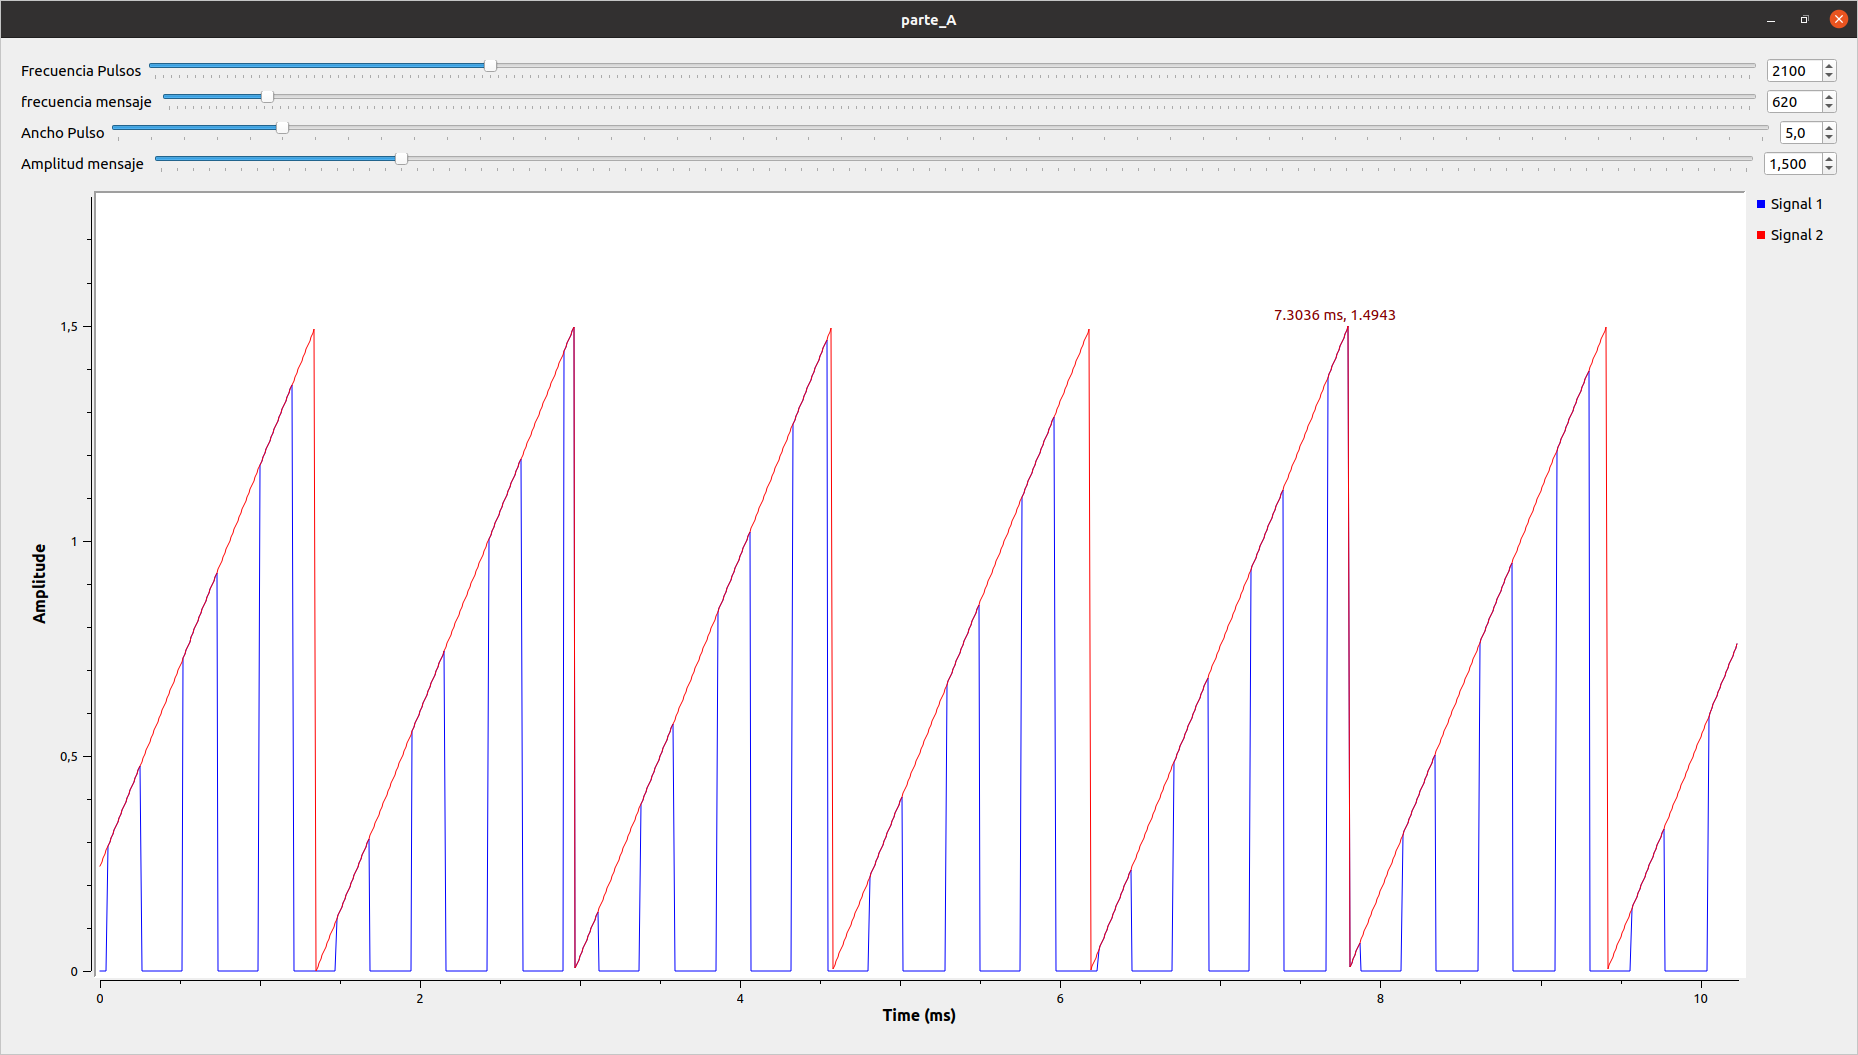 parte_A
Frecuencia Pulsos 2100
frecuencia mensaje 620
Ancho Pulso 5,0
Amplitud mensaje 1,500
Signal 1
Signal 2
7.3036 ms, 1.4943
1,5
1
0,5
0
Amplitude
0 2 4 6 8 10
Time (ms)